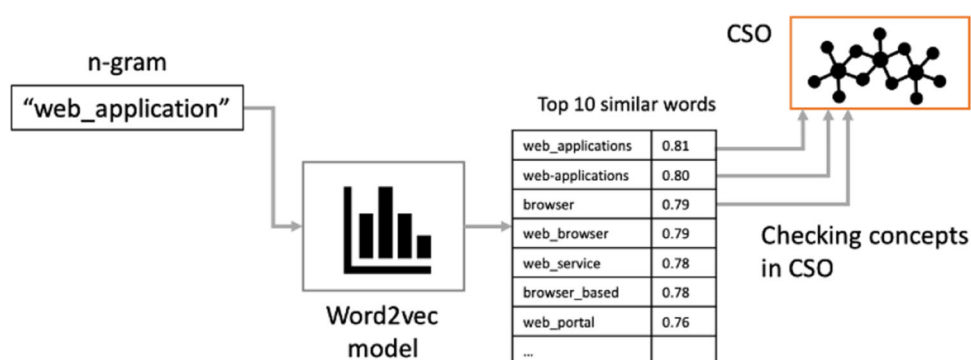 n-gram
“web_application”
Word2vec
model
Top 10 similar words
web_applications 0.81
web-applications 0.80
browser 0.79
web_browser 0.79
web_service 0.78
browser_based 0.78
web_portal 0.76
...
CSO
Checking concepts
in CSO